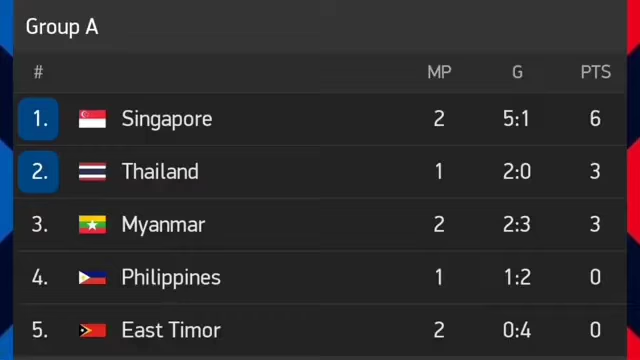 Group A
# MP G PTS
1. Singapore 2 5:1 6
2. Thailand 1 2:0 3
3. Myanmar 2 2:3 3
4. Philippines 1 1:2 0
5. East Timor 2 0:4 0